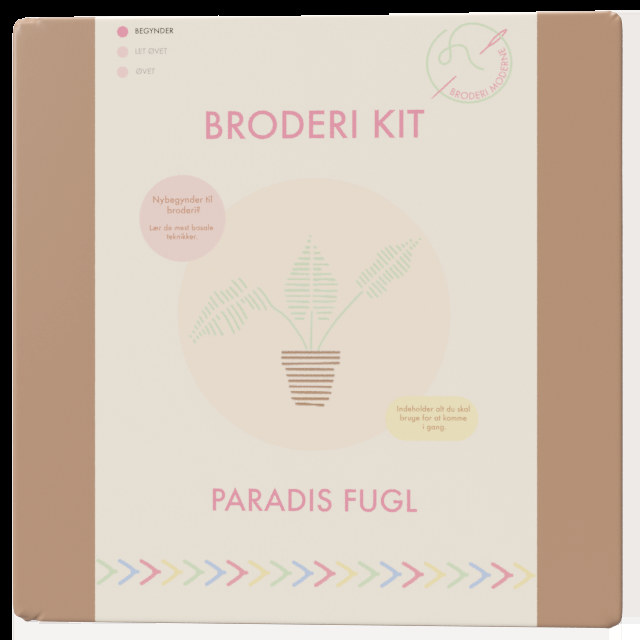 BEGYNDER
LET ØVET
ØVET
BRODERI MODERNE
BRODERI KIT
Nybegynder til
broderi?
Lær de mest basale
teknikker.
Indeholder alt du skal
bruge for at komme
i gang.
PARADIS FUGL